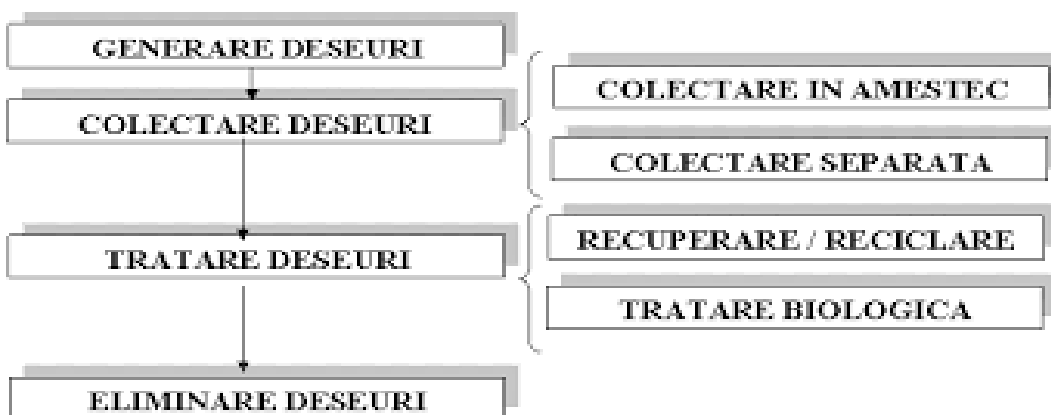 GENERARE DESEURI
COLECTARE DESEURI
COLECTARE IN AMESTEC
COLECTARE SEPARATA
TRATARE DESEURI
RECUPERARE / RECICLARE
TRATARE BIOLOGICA
ELIMINARE DESEURI